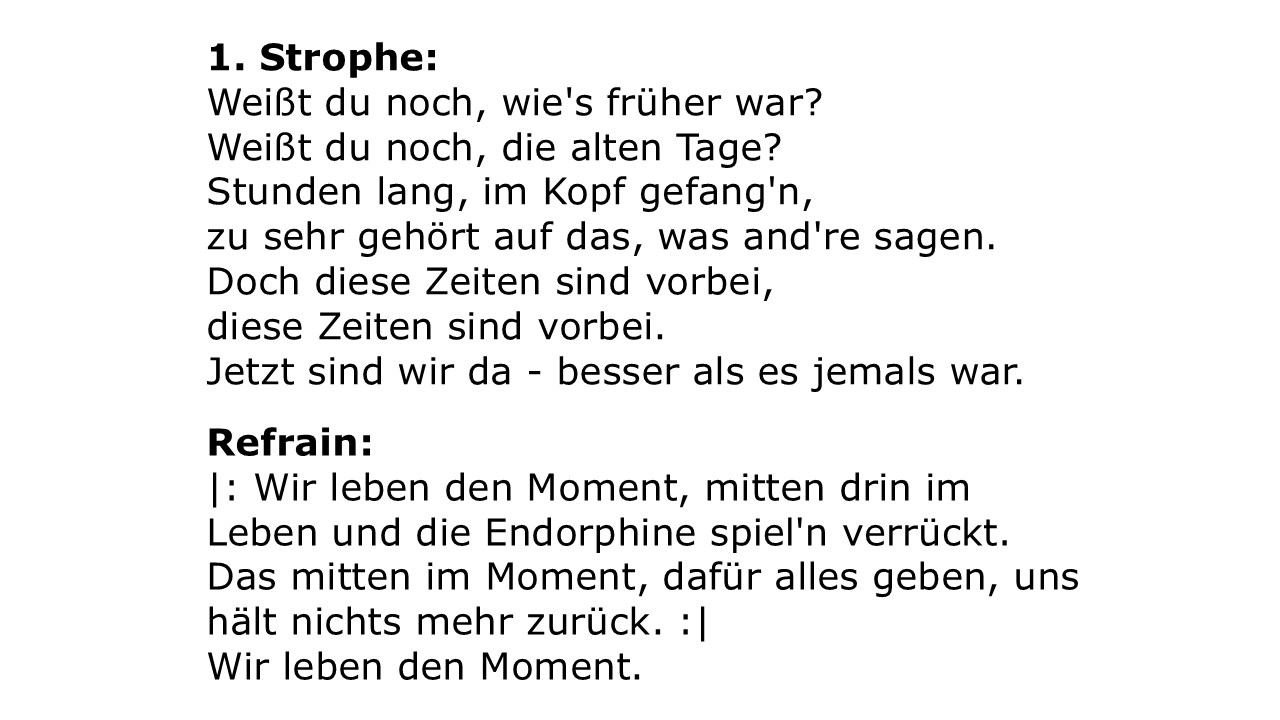 1. Strophe:
Weißt du noch, wie's früher war?
Weißt du noch, die alten Tage?
Stunden lang, im Kopf gefang'n,
zu sehr gehört auf das, was and're sagen.
Doch diese Zeiten sind vorbei,
diese Zeiten sind vorbei.
Jetzt sind wir da - besser als es jemals war.
Refrain:
|: Wir leben den Moment, mitten drin im
Leben und die Endorphine spiel'n verrückt.
Das mitten im Moment, dafür alles geben, uns
hält nichts mehr zurück. :|
Wir leben den Moment.